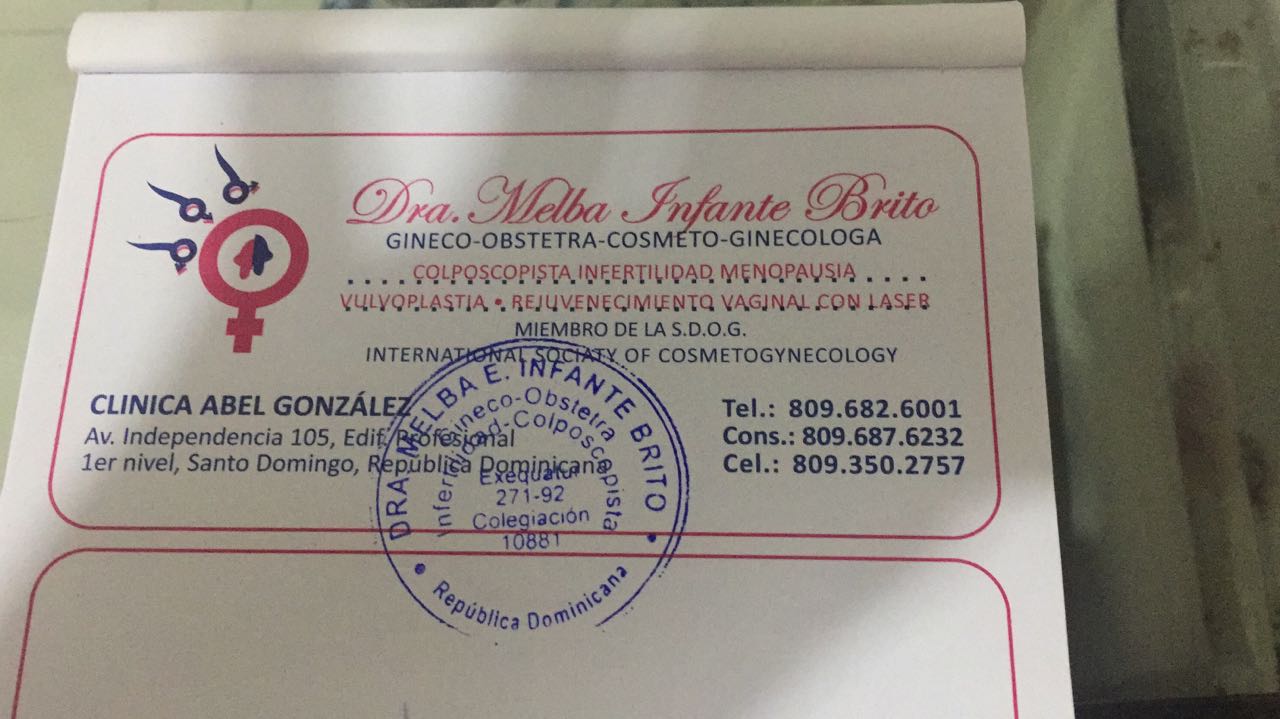 Dra. Melba Infante Brito
GINECO-OBSTETRA-COSMETO-GINECOLOGA
COLPOSCOPISTA INFERTILIDAD MENOPAUSIA
VULVOPLASTIA • REJUVENECIMIENTO VAGINAL CON LASER
MIEMBRO DE LA S.D.O.G.
INTERNATIONAL SOCIATY OF COSMETOGYNECOLOGY
CLINICA ABEL GONZÁLEZ
Av. Independencia 105, Edif. Profesional
1er nivel, Santo Domingo, República Dominicana
Tel.: 809.682.6001
Cons.: 809.687.6232
Cel.: 809.350.2757
DRA. MELBA E. INFANTE BRITO
Gineco-Obstetra
Infertilidad-Colposcopista
Exequatur
271-92
Colegiación
10881
República Dominicana